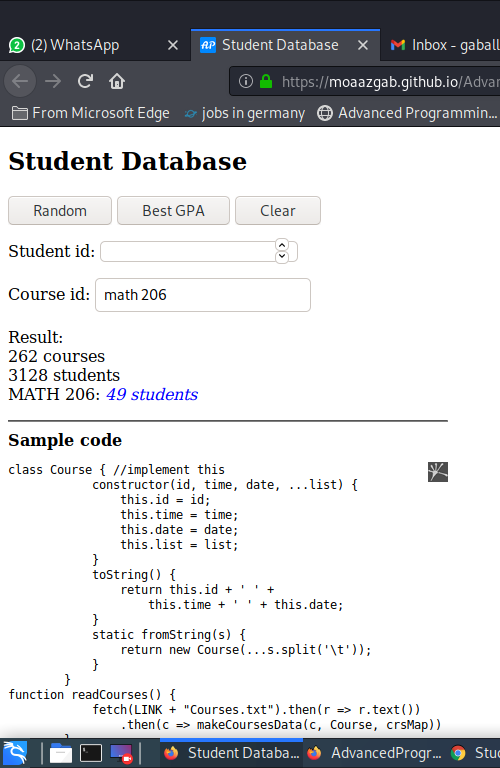 (2) WhatsApp
Student Database
Inbox - gaball
https://moaazgab.github.io/Adva
From Microsoft Edge
jobs in germany
Advanced Programmin...
Student Database
Random
Best GPA
Clear
Student id:
Course id: math 206
Result:
262 courses
3128 students
MATH 206: 49 students
Sample code
class Course { //implement this
constructor(id, time, date, ...list) {
this.id = id;
this.time = time;
this.date = date;
this.list = list;
}
toString() {
return this.id + ' ' +
this.time + ' ' + this.date;
}
static fromString(s) {
return new Course(...s.split('\t'));
}
}
function readCourses() {
fetch(LINK + "Courses.txt").then(r => r.text())
.then(c => makeCoursesData(c, Course, crsMap))
}
Student Databa...
AdvancedProgr...
Stu